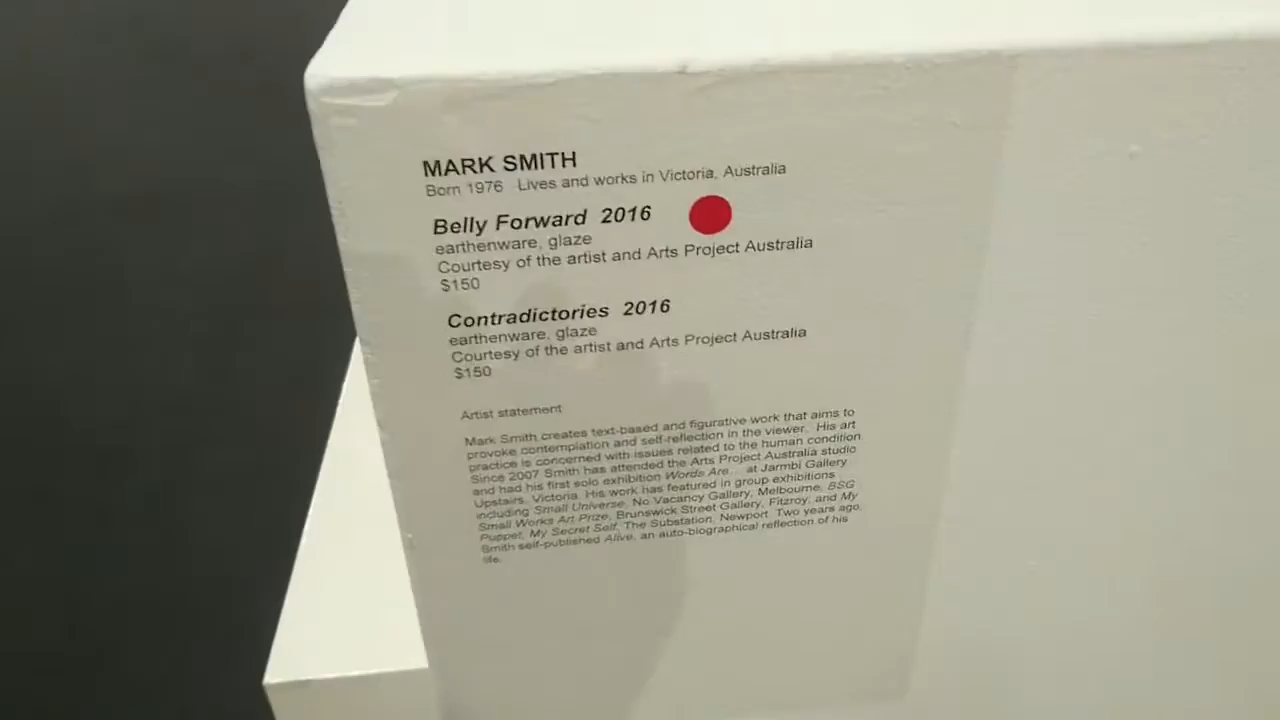 MARK SMITH
Born 1976 Lives and works in Victoria, Australia
Belly Forward 2016
earthenware, glaze
Courtesy of the artist and Arts Project Australia
$150
Contradictories 2016
earthenware, glaze
Courtesy of the artist and Arts Project Australia
$150
Artist statement
Mark Smith creates text-based and figurative work that aims to
provoke contemplation and self-reflection in the viewer. His art
practice is concerned with issues related to the human condition
Since 2007 Smith has attended the Arts Project Australia studio
and had his first solo exhibition Words Are... at Jarmbi Gallery
Upstairs, Victoria. His work has featured in group exhibitions
including Small Universe, No Vacancy Gallery, Melbourne, BSG
Small Works Art Prize, Brunswick Street Gallery, Fitzroy; and My
Puppet, My Secret Self, The Substation, Newport. Two years ago,
Smith self-published Alive, an auto-biographical reflection of his
life.